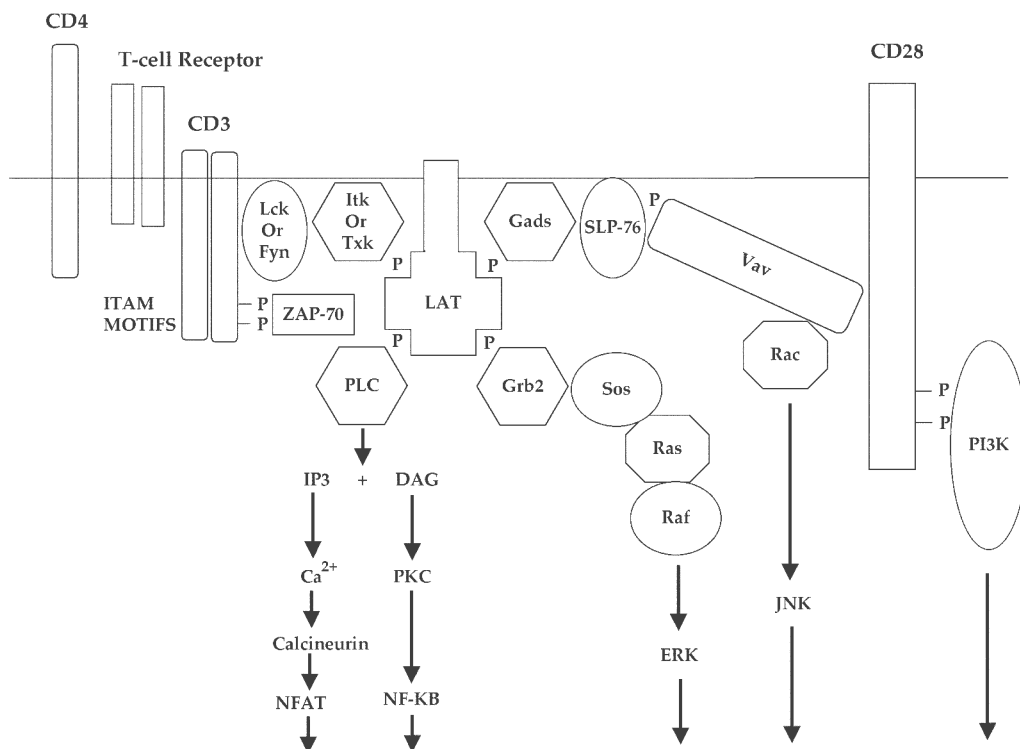 CD4
T-cell Receptor
CD28
CD3
Lck
Or
Fyn
Itk
Or
Txk
Gads
SLP-76
P
Vav
P
P
LAT
ITAM
MOTIFS
P
P
ZAP-70
P
P
PLC
Grb2
Sos
Rac
Ras
P
P
PI3K
IP3 + DAG
Raf
Ca2+
PKC
JNK
Calcineurin
ERK
NFAT
NF-KB